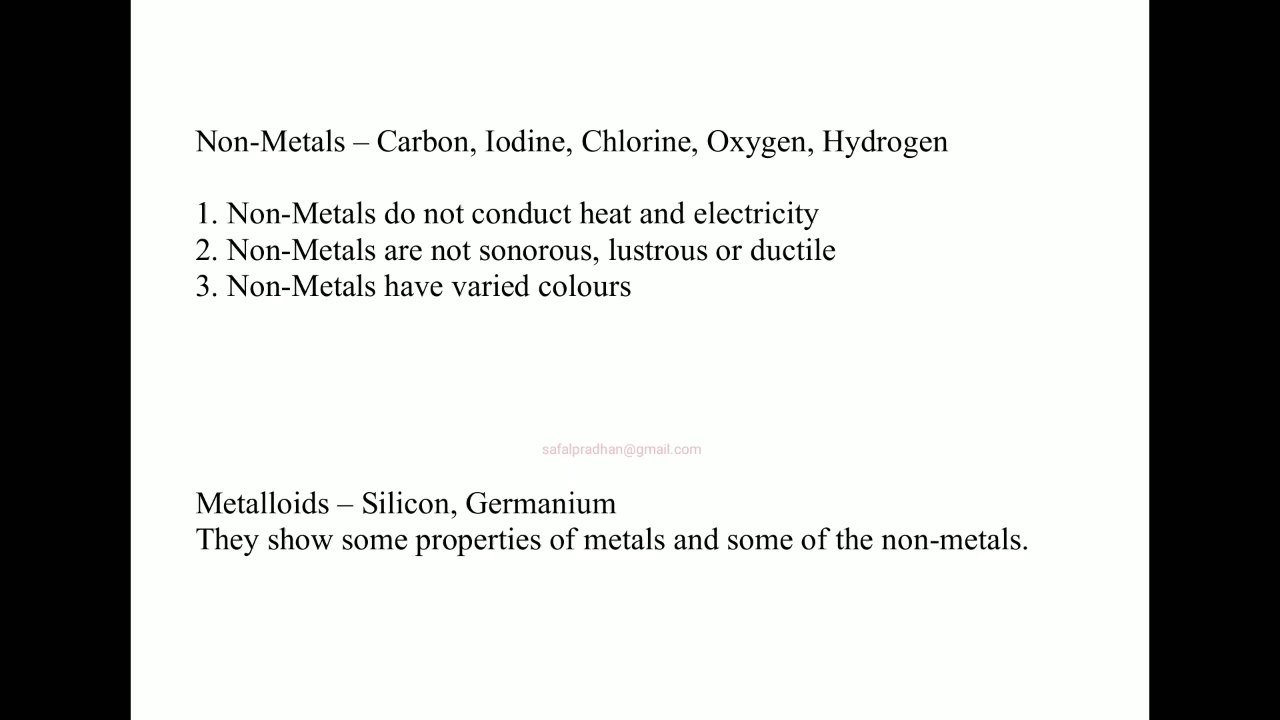 Non-Metals – Carbon, Iodine, Chlorine, Oxygen, Hydrogen
1. Non-Metals do not conduct heat and electricity
2. Non-Metals are not sonorous, lustrous or ductile
3. Non-Metals have varied colours
safalpradhan@gmail.com
Metalloids – Silicon, Germanium
They show some properties of metals and some of the non-metals.